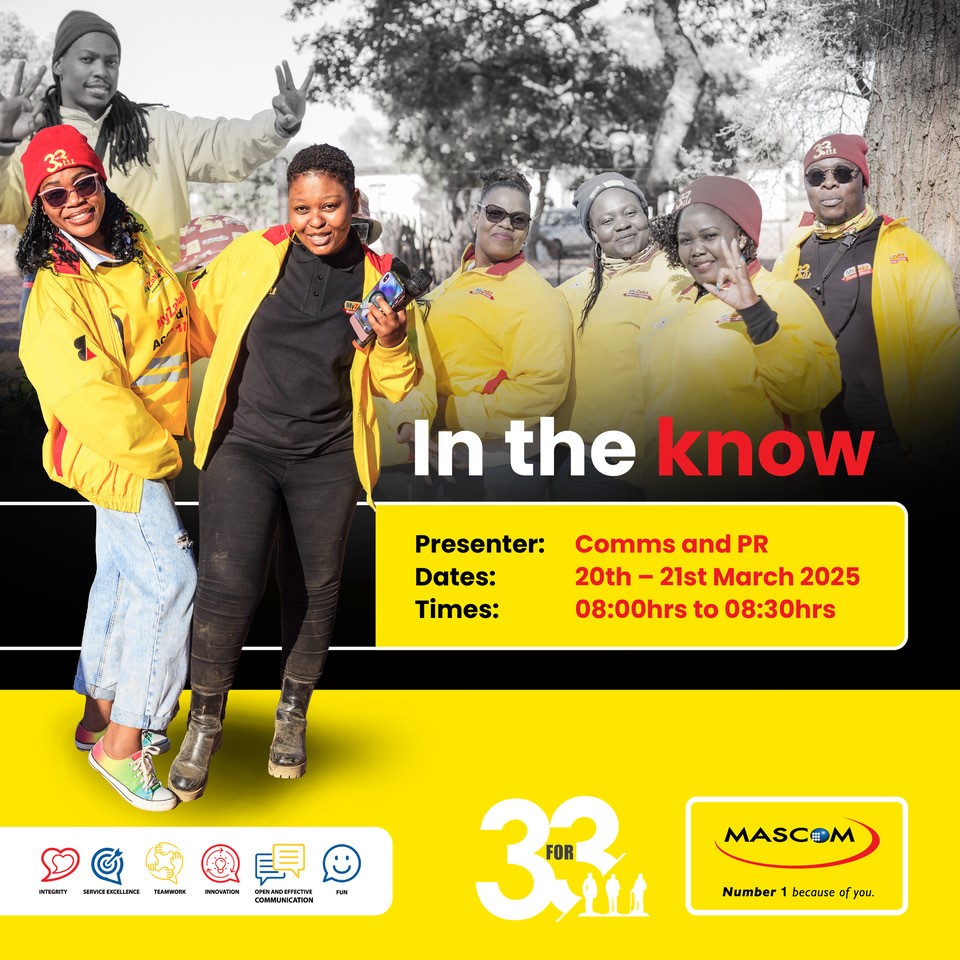 In the know
Presenter: Comms and PR
Dates: 20th – 21st March 2025
Times: 08:00hrs to 08:30hrs
INTEGRITY
SERVICE EXCELLENCE
TEAMWORK
INNOVATION
OPEN AND EFFECTIVE
COMMUNICATION
FUN
33
FOR
MASCOM
Number 1 because of you.